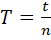 T = t/n